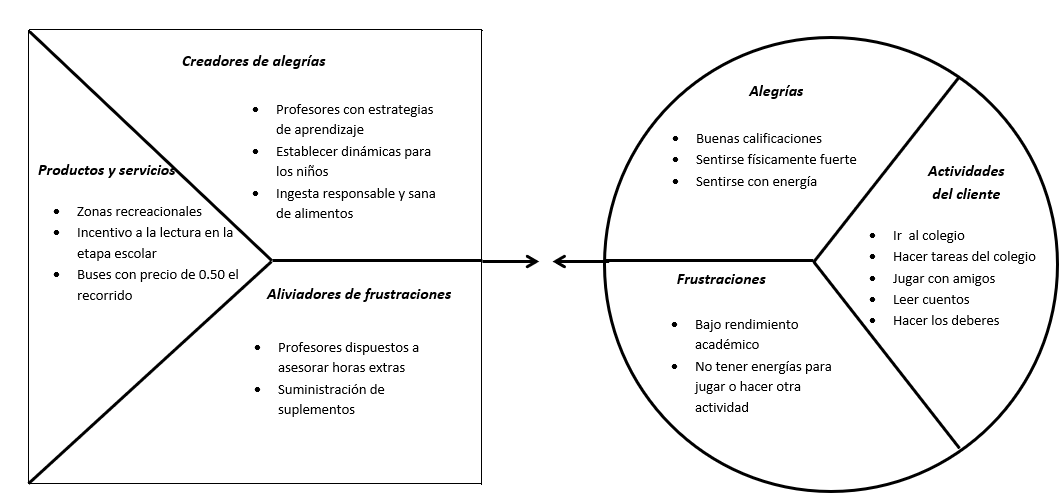 Creadores de alegrías
• Profesores con estrategias
de aprendizaje
• Establecer dinámicas para
los niños
• Ingesta responsable y sana
de alimentos
Productos y servicios
• Zonas recreacionales
• Incentivo a la lectura en la
etapa escolar
• Buses con precio de 0.50 el
recorrido
Aliviadores de frustraciones
• Profesores dispuestos a
asesorar horas extras
• Suministración de
suplementos
Alegrías
• Buenas calificaciones
• Sentirse físicamente fuerte
• Sentirse con energía
Actividades
del cliente
• Ir al colegio
• Hacer tareas del colegio
• Jugar con amigos
• Leer cuentos
• Hacer los deberes
Frustraciones
• Bajo rendimiento
académico
• No tener energías para
jugar o hacer otra
actividad